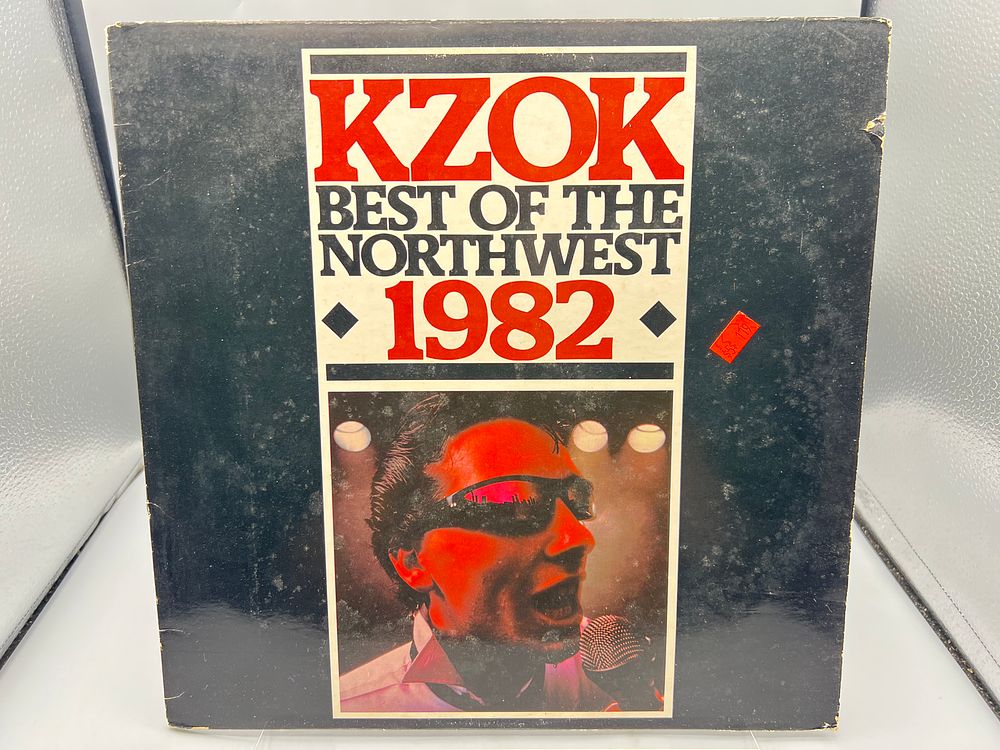 KZOK
BEST OF THE
NORTHWEST
1982